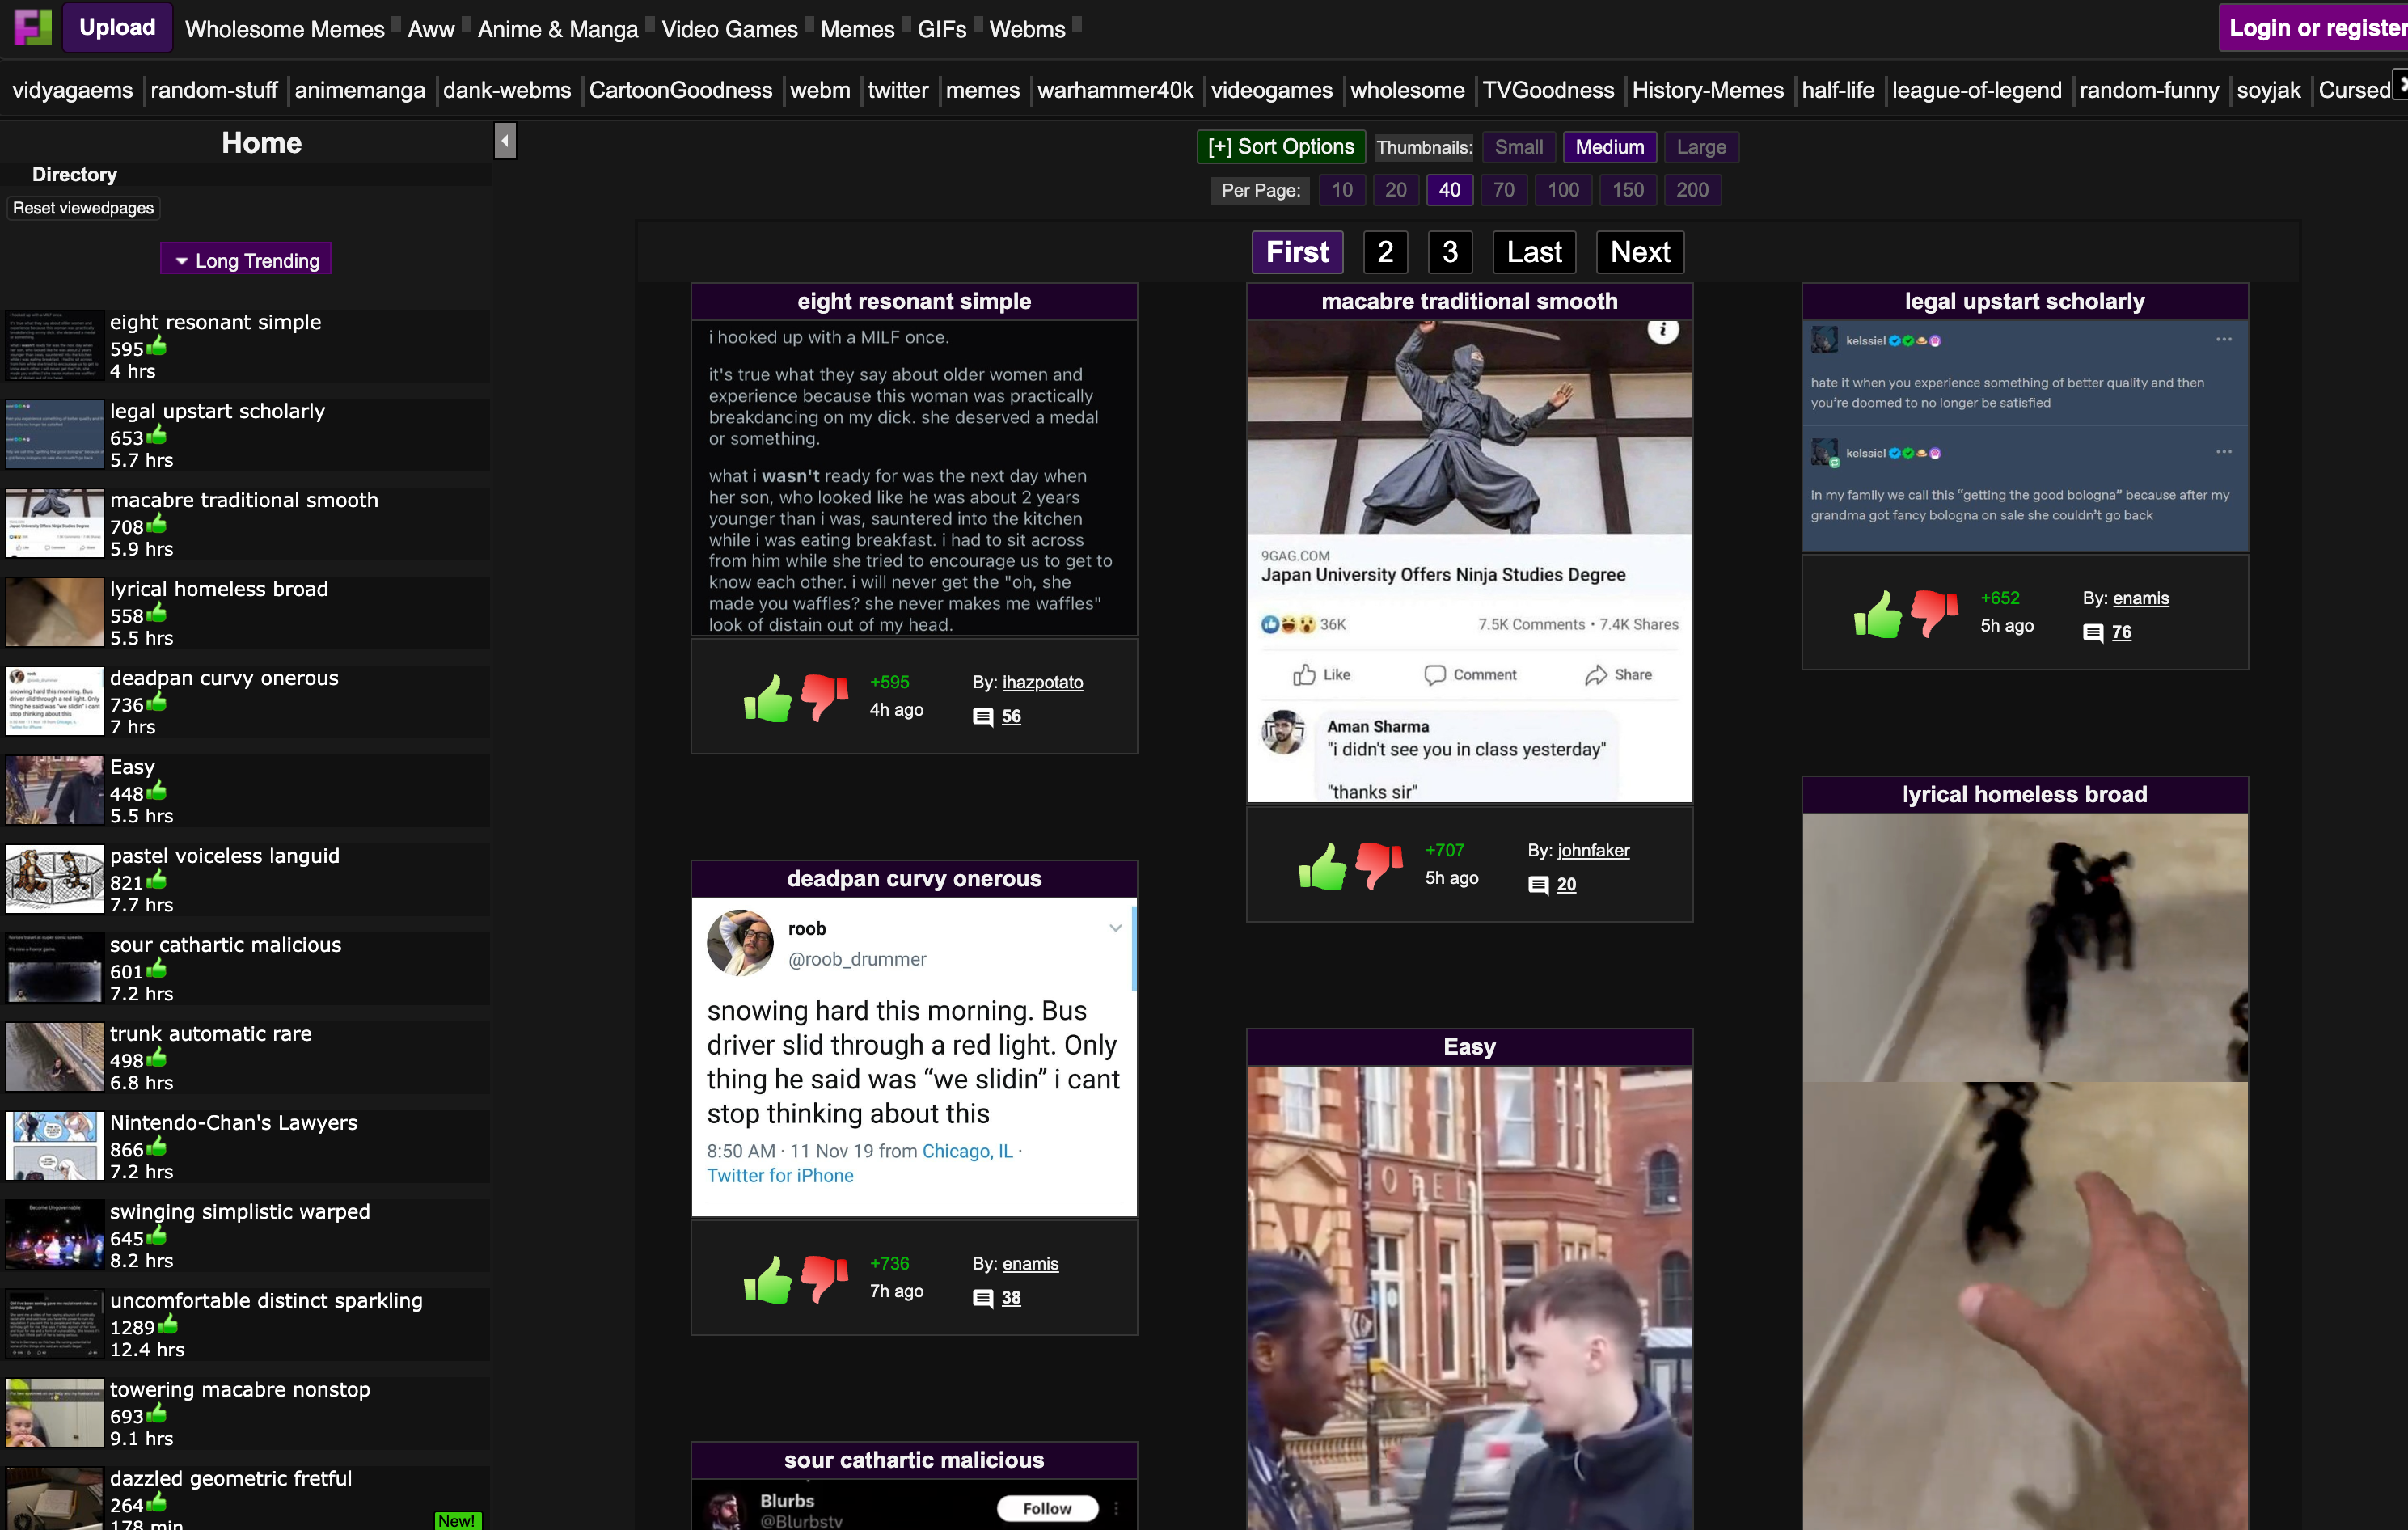 Upload
Wholesome Memes
Aww
Anime & Manga
Video Games
Memes
GIFs
Webms
Login or register
vidyagaems
random-stuff
animemanga
dank-webms
CartoonGoodness
webm
twitter
memes
warhammer40k
videogames
wholesome
TVGoodness
History-Memes
half-life
league-of-legend
random-funny
soyjak
Cursed
Home
Directory
Reset viewedpages
Long Trending
eight resonant simple
595
4 hrs
legal upstart scholarly
653
5.7 hrs
macabre traditional smooth
708
5.9 hrs
lyrical homeless broad
558
5.5 hrs
deadpan curvy onerous
736
7 hrs
Easy
448
5.5 hrs
pastel voiceless languid
821
7.7 hrs
sour cathartic malicious
601
7.2 hrs
trunk automatic rare
498
6.8 hrs
Nintendo-Chan's Lawyers
866
7.2 hrs
swinging simplistic warped
645
8.2 hrs
uncomfortable distinct sparkling
1289
12.4 hrs
towering macabre nonstop
693
9.1 hrs
dazzled geometric fretful
264
178 min
New!
[+] Sort Options
Thumbnails:
Small
Medium
Large
Per Page:
10
20
40
70
100
150
200
First
2
3
Last
Next
eight resonant simple
i hooked up with a MILF once.
it's true what they say about older women and
experience because this woman was practically
breakdancing on my dick. she deserved a medal
or something.
what i wasn't ready for was the next day when
her son, who looked like he was about 2 years
younger than i was, sauntered into the kitchen
while i was eating breakfast. i had to sit across
from him while she tried to encourage us to get to
know each other. i will never get the "oh, she
made you waffles? she never makes me waffles"
look of distain out of my head.
+595
4h ago
By: ihazpotato
56
deadpan curvy onerous
roob
@roob_drummer
snowing hard this morning. Bus
driver slid through a red light. Only
thing he said was “we slidin” i cant
stop thinking about this
8:50 AM · 11 Nov 19 from Chicago, IL ·
Twitter for iPhone
+736
7h ago
By: enamis
38
sour cathartic malicious
Blurbs
@Blurbstv
Follow
macabre traditional smooth
9GAG.COM
Japan University Offers Ninja Studies Degree
36K
7.5K Comments • 7.4K Shares
Like
Comment
Share
Aman Sharma
"i didn't see you in class yesterday"
"thanks sir"
+707
5h ago
By: johnfaker
20
Easy
legal upstart scholarly
kelssiel
hate it when you experience something of better quality and then
you're doomed to no longer be satisfied
kelssiel
In my family we call this “getting the good bologna” because after my
grandma got fancy bologna on sale she couldn't go back
+652
5h ago
By: enamis
76
lyrical homeless broad